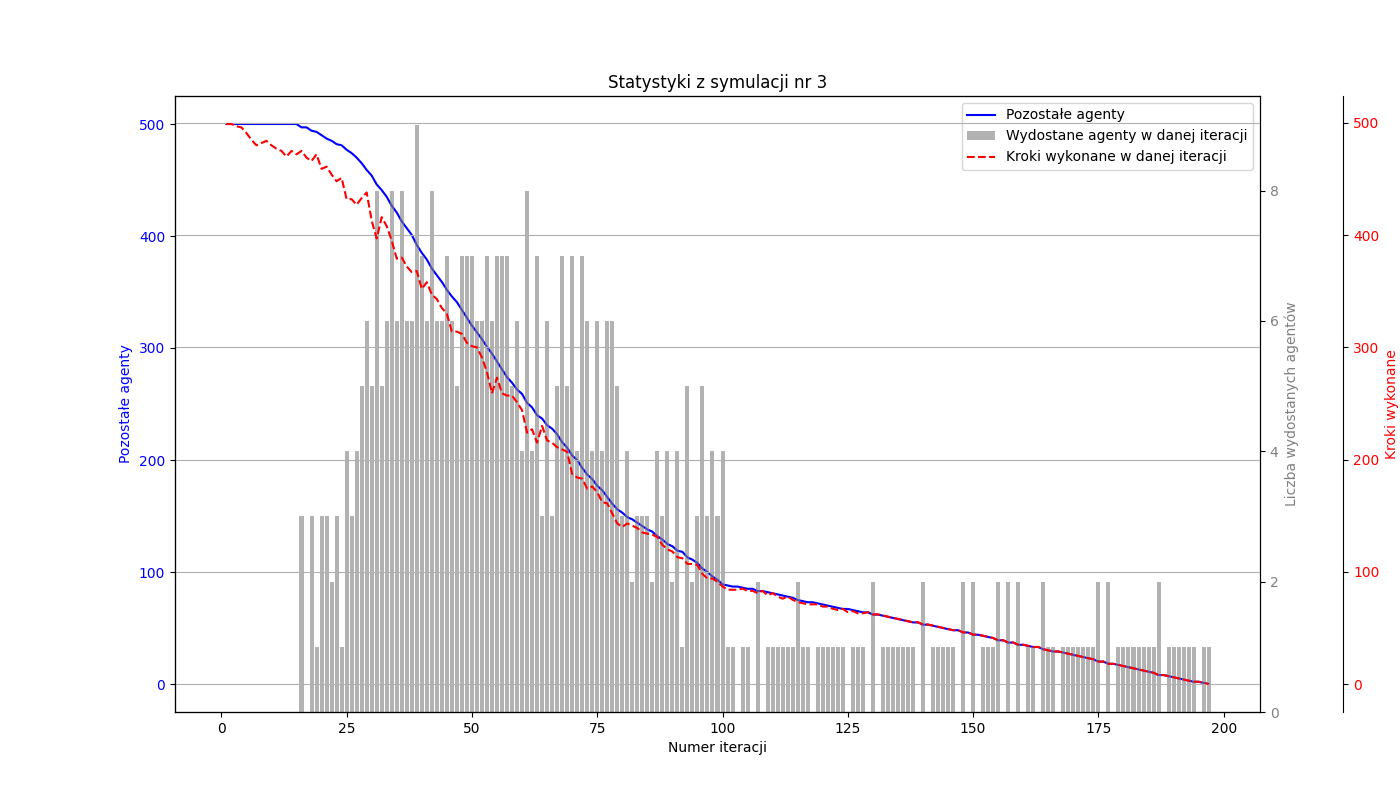 Statystyki z symulacji nr 3
Pozostałe agenty
Wydostane agenty w danej iteracji
Kroki wykonane w danej iteracji
500
400
300
200
100
0
Pozostałe agenty
8
6
4
2
0
Liczba wydostanych agentów
500
400
300
200
100
0
Kroki wykonane
0 25 50 75 100 125 150 175 200
Numer iteracji